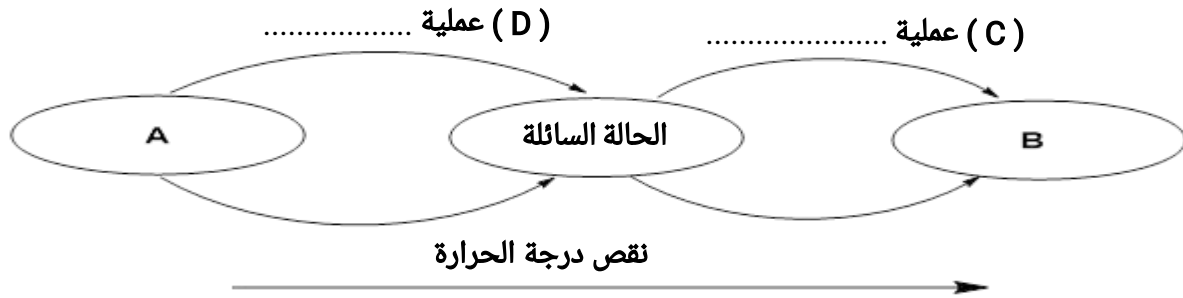 ( D ) عملية ..................
( C ) عملية ......................
A
الحالة السائلة
B
نقص درجة الحرارة